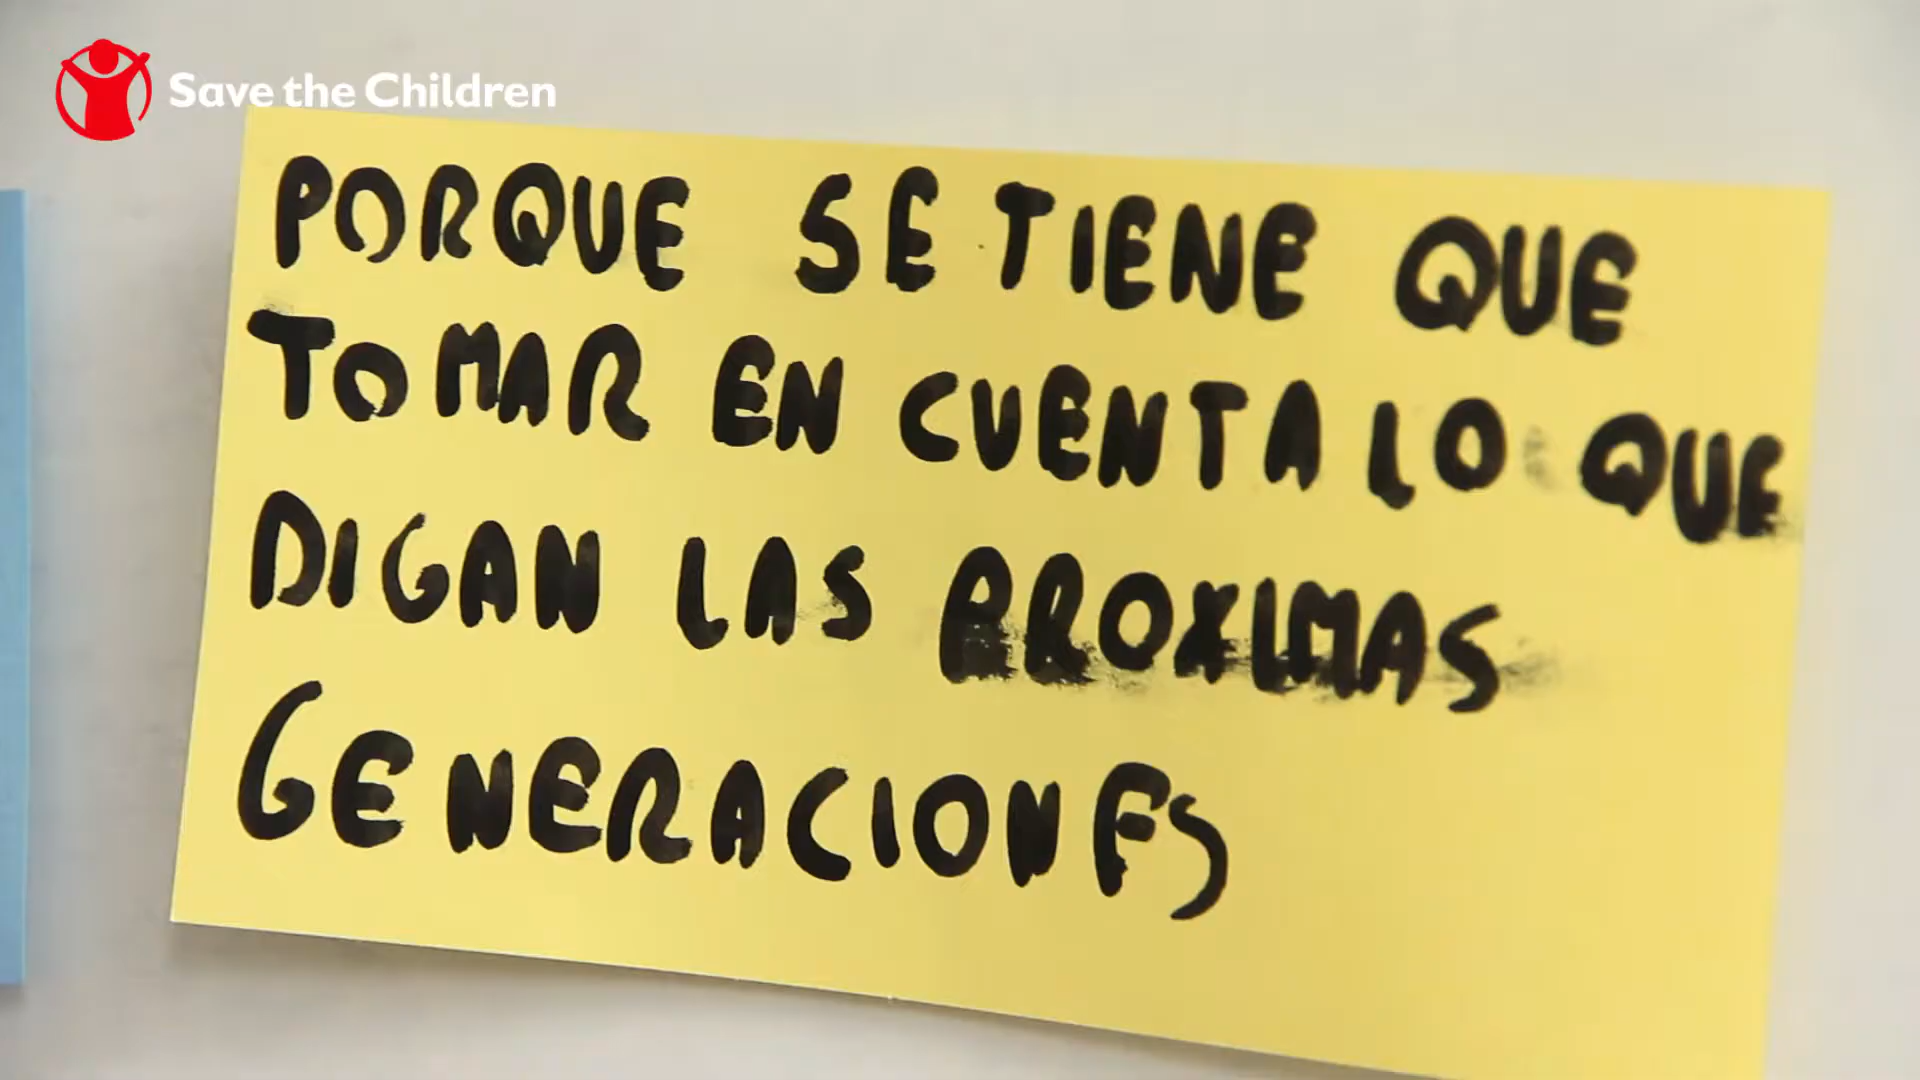 Save the Children
PORQUE SE TIENE QUE
TOMAR EN CUENTA LO QUE
DIGAN LAS PROXIMAS
GENERACIONES